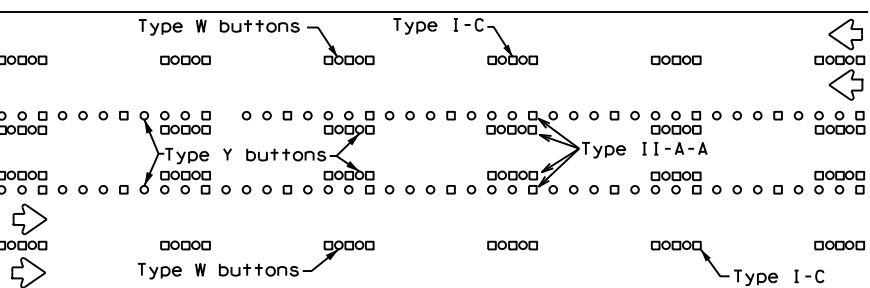 Type W buttons
Type I-C
Type Y buttons
Type II-A-A
Type W buttons
Type I-C